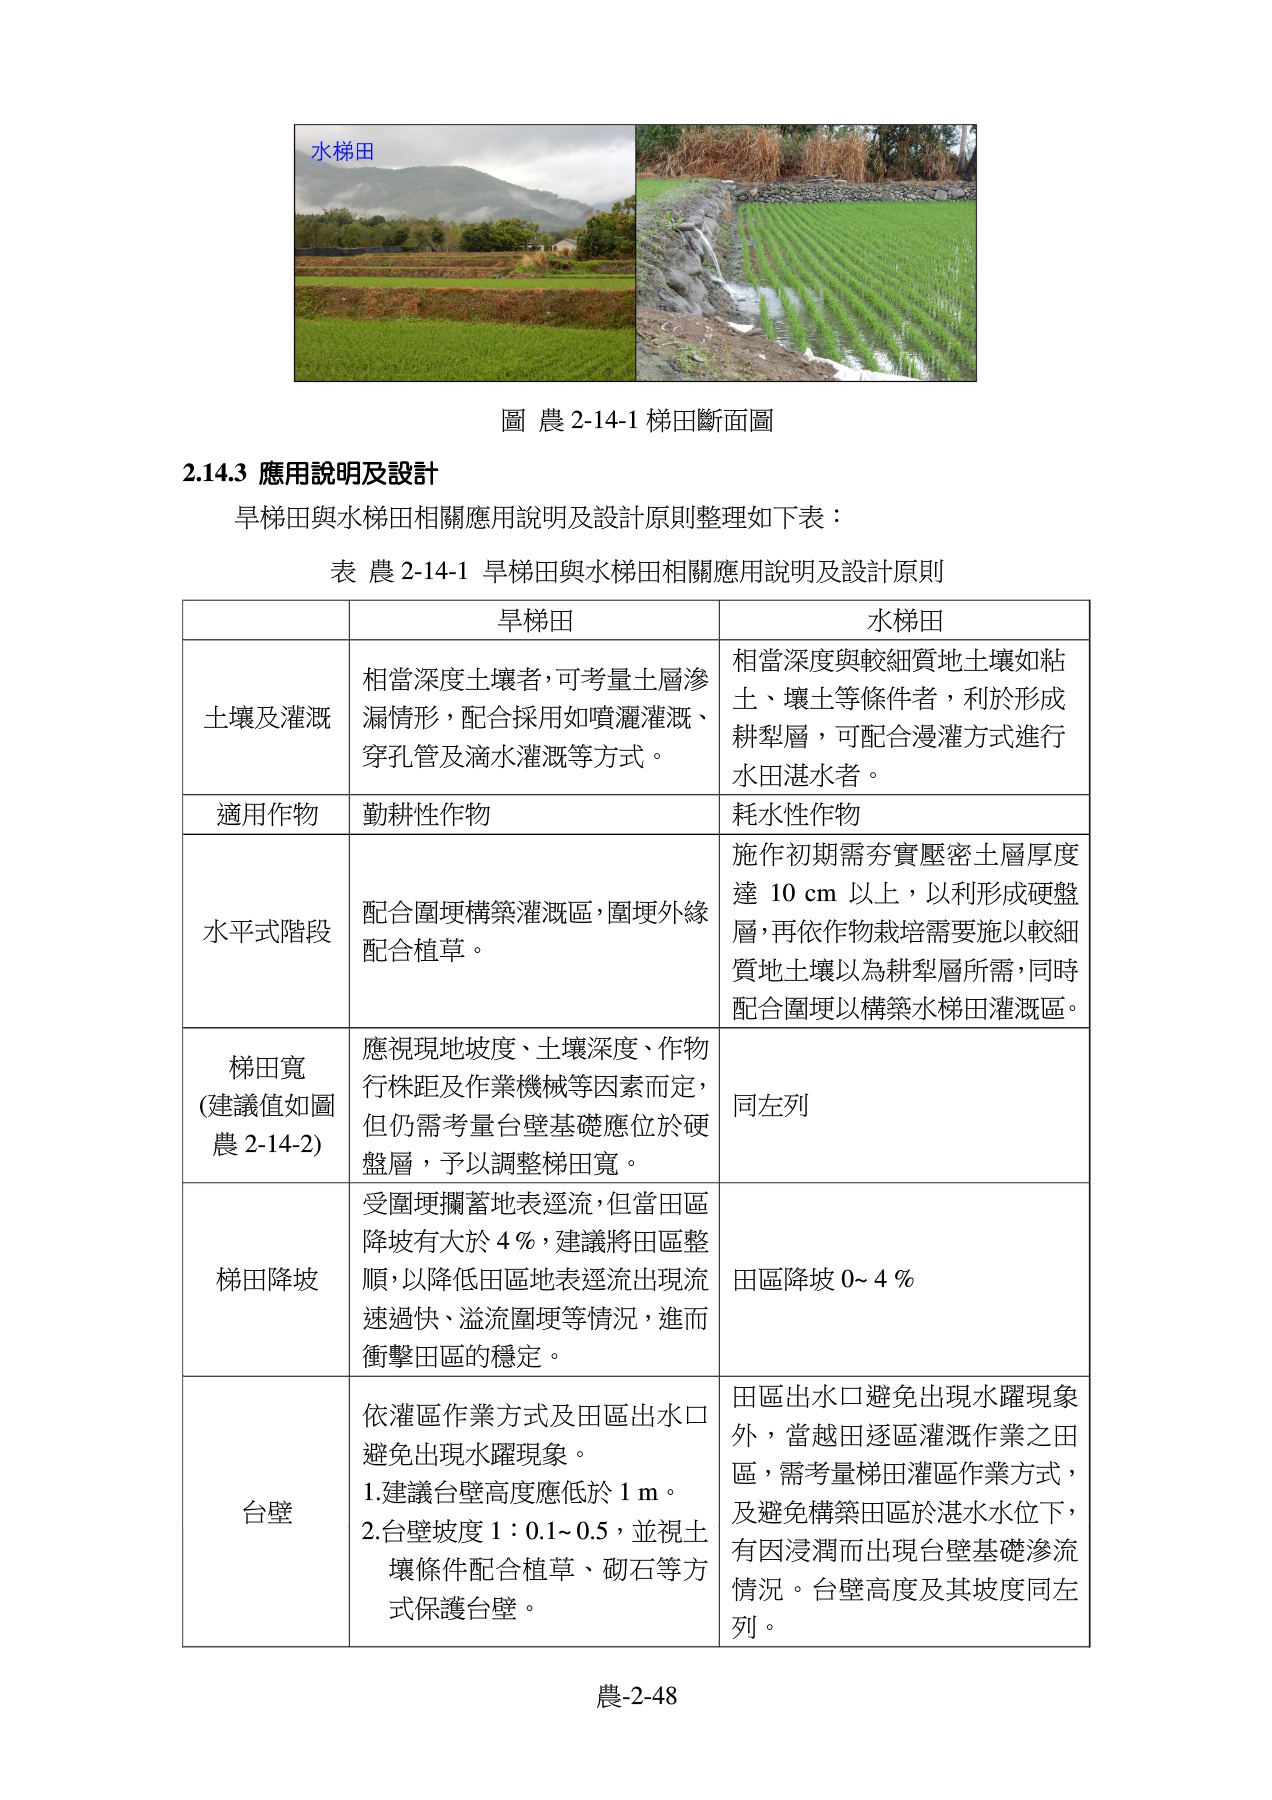 水梯田
圖 農 2-14-1 梯田斷面圖
2.14.3 應用說明及設計
旱梯田與水梯田相關應用說明及設計原則整理如下表：
表 農 2-14-1 旱梯田與水梯田相關應用說明及設計原則
旱梯田
水梯田
土壤及灌溉
相當深度土壤者，可考量土層滲
漏情形，配合採用如噴灑灌溉、
穿孔管及滴水灌溉等方式。
相當深度與較細質地土壤如粘
土、壤土等條件者，利於形成
耕犁層，可配合漫灌方式進行
水田湛水者。
適用作物
勤耕性作物
耗水性作物
水平式階段
配合圍埂構築灌溉區，圍埂外緣
配合植草。
施作初期需夯實壓密土層厚度
達 10 cm 以上，以利形成硬盤
層，再依作物栽培需要施以較細
質地土壤以為耕犁層所需，同時
配合圍埂以構築水梯田灌溉區。
梯田寬
(建議值如圖
農 2-14-2)
應視現地坡度、土壤深度、作物
行株距及作業機械等因素而定，
但仍需考量台壁基礎應位於硬
盤層，予以調整梯田寬。
同左列
梯田降坡
受圍埂攔蓄地表逕流，但當田區
降坡有大於 4 %，建議將田區整
順，以降低田區地表逕流出現流
速過快、溢流圍埂等情況，進而
衝擊田區的穩定。
田區降坡 0~ 4 %
台壁
依灌區作業方式及田區出水口
避免出現水躍現象。
1.建議台壁高度應低於 1 m。
2.台壁坡度 1：0.1~ 0.5，並視土
壤條件配合植草、砌石等方
式保護台壁。
田區出水口避免出現水躍現象
外，當越田逐區灌溉作業之田
區，需考量梯田灌區作業方式，
及避免構築田區於湛水水位下，
有因浸潤而出現台壁基礎滲流
情況。台壁高度及其坡度同左
列。
農-2-48